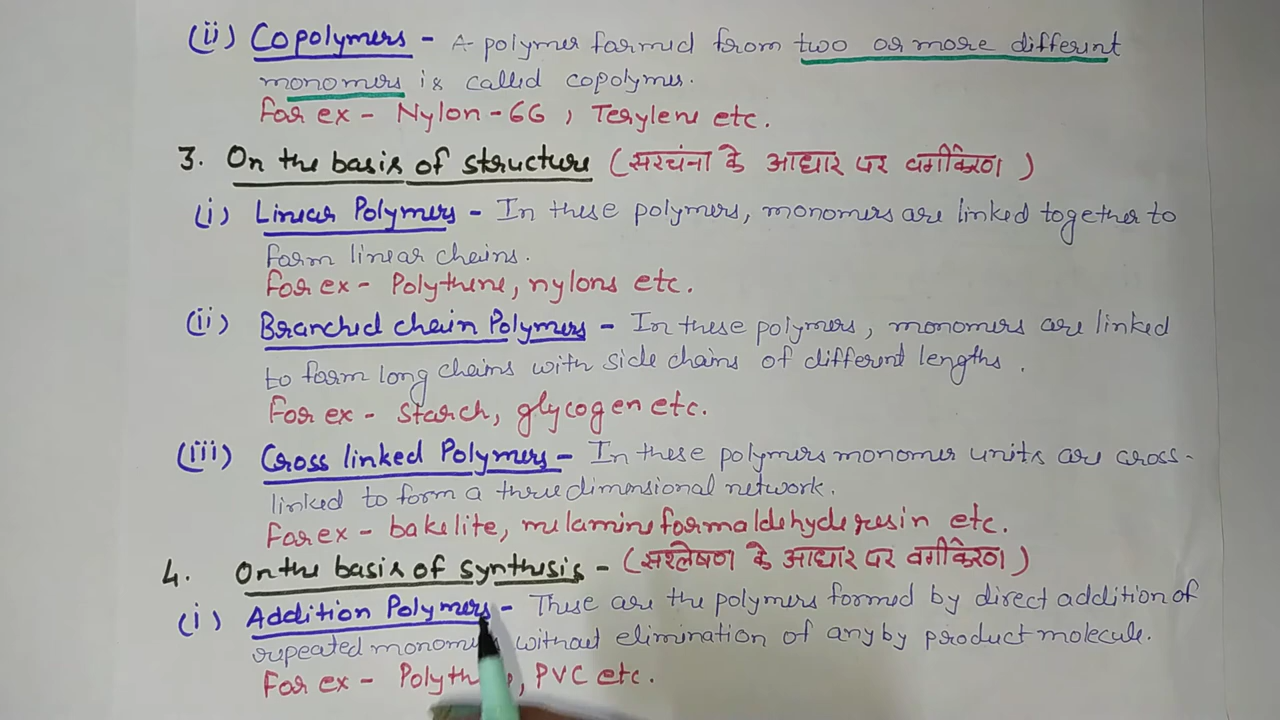 (ii) Copolymers - A polymer formed from two or more different
monomers is called copolymer.
For ex - Nylon-66, Terylene etc.
3. On the basis of structure (सरचंना के आधार पर वर्गीकरण)
(i) Linear Polymers - In these polymers, monomers are linked together to
form linear chains.
For ex - Polythene, nylons etc.
(ii) Branched chain Polymers - In these polymers, monomers are linked
to form long chains with side chains of different lengths.
For ex - Starch, glycogen etc.
(iii) Cross linked Polymers - In these polymers monomer units are cross-
linked to form a three dimensional network.
For ex - bakelite, melamine formaldehyde resin etc.
4. On the basis of synthesis - (सश्लेषण के आधार पर वर्गीकरण)
(i) Addition Polymers - These are the polymers formed by direct addition of
repeated without elimination of any by product molecule.
For ex - PVC etc.